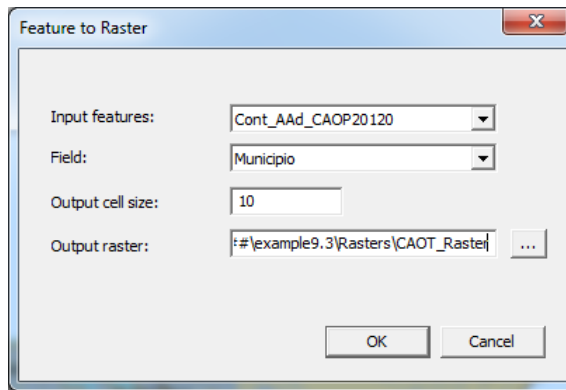 Feature to Raster
Input features: Cont_AAd_CAOP20120
Field: Municipio
Output cell size: 10
Output raster: #\example9.3\Rasters\CAOT_Raster ...
OK Cancel